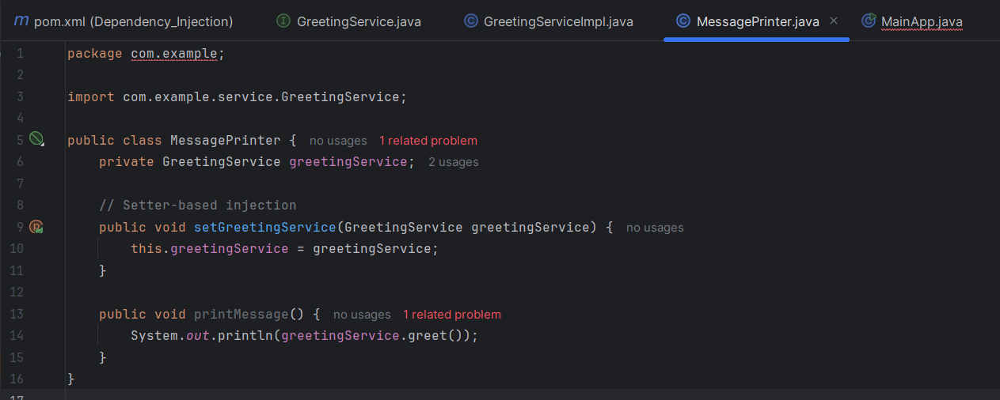 m pom.xml (Dependency_Injection) I GreetingService.java C GreetingServiceImpl.java C MessagePrinter.java × C MainApp.java
1 package com.example;
2
3 import com.example.service.GreetingService;
4
5 public class MessagePrinter { no usages 1 related problem
6 private GreetingService greetingService; 2 usages
7
8 // Setter-based injection
9 p public void setGreetingService(GreetingService greetingService) { no usages
10 this.greetingService = greetingService;
11 }
12
13 public void printMessage() { no usages 1 related problem
14 System.out.println(greetingService.greet());
15 }
16 }
17